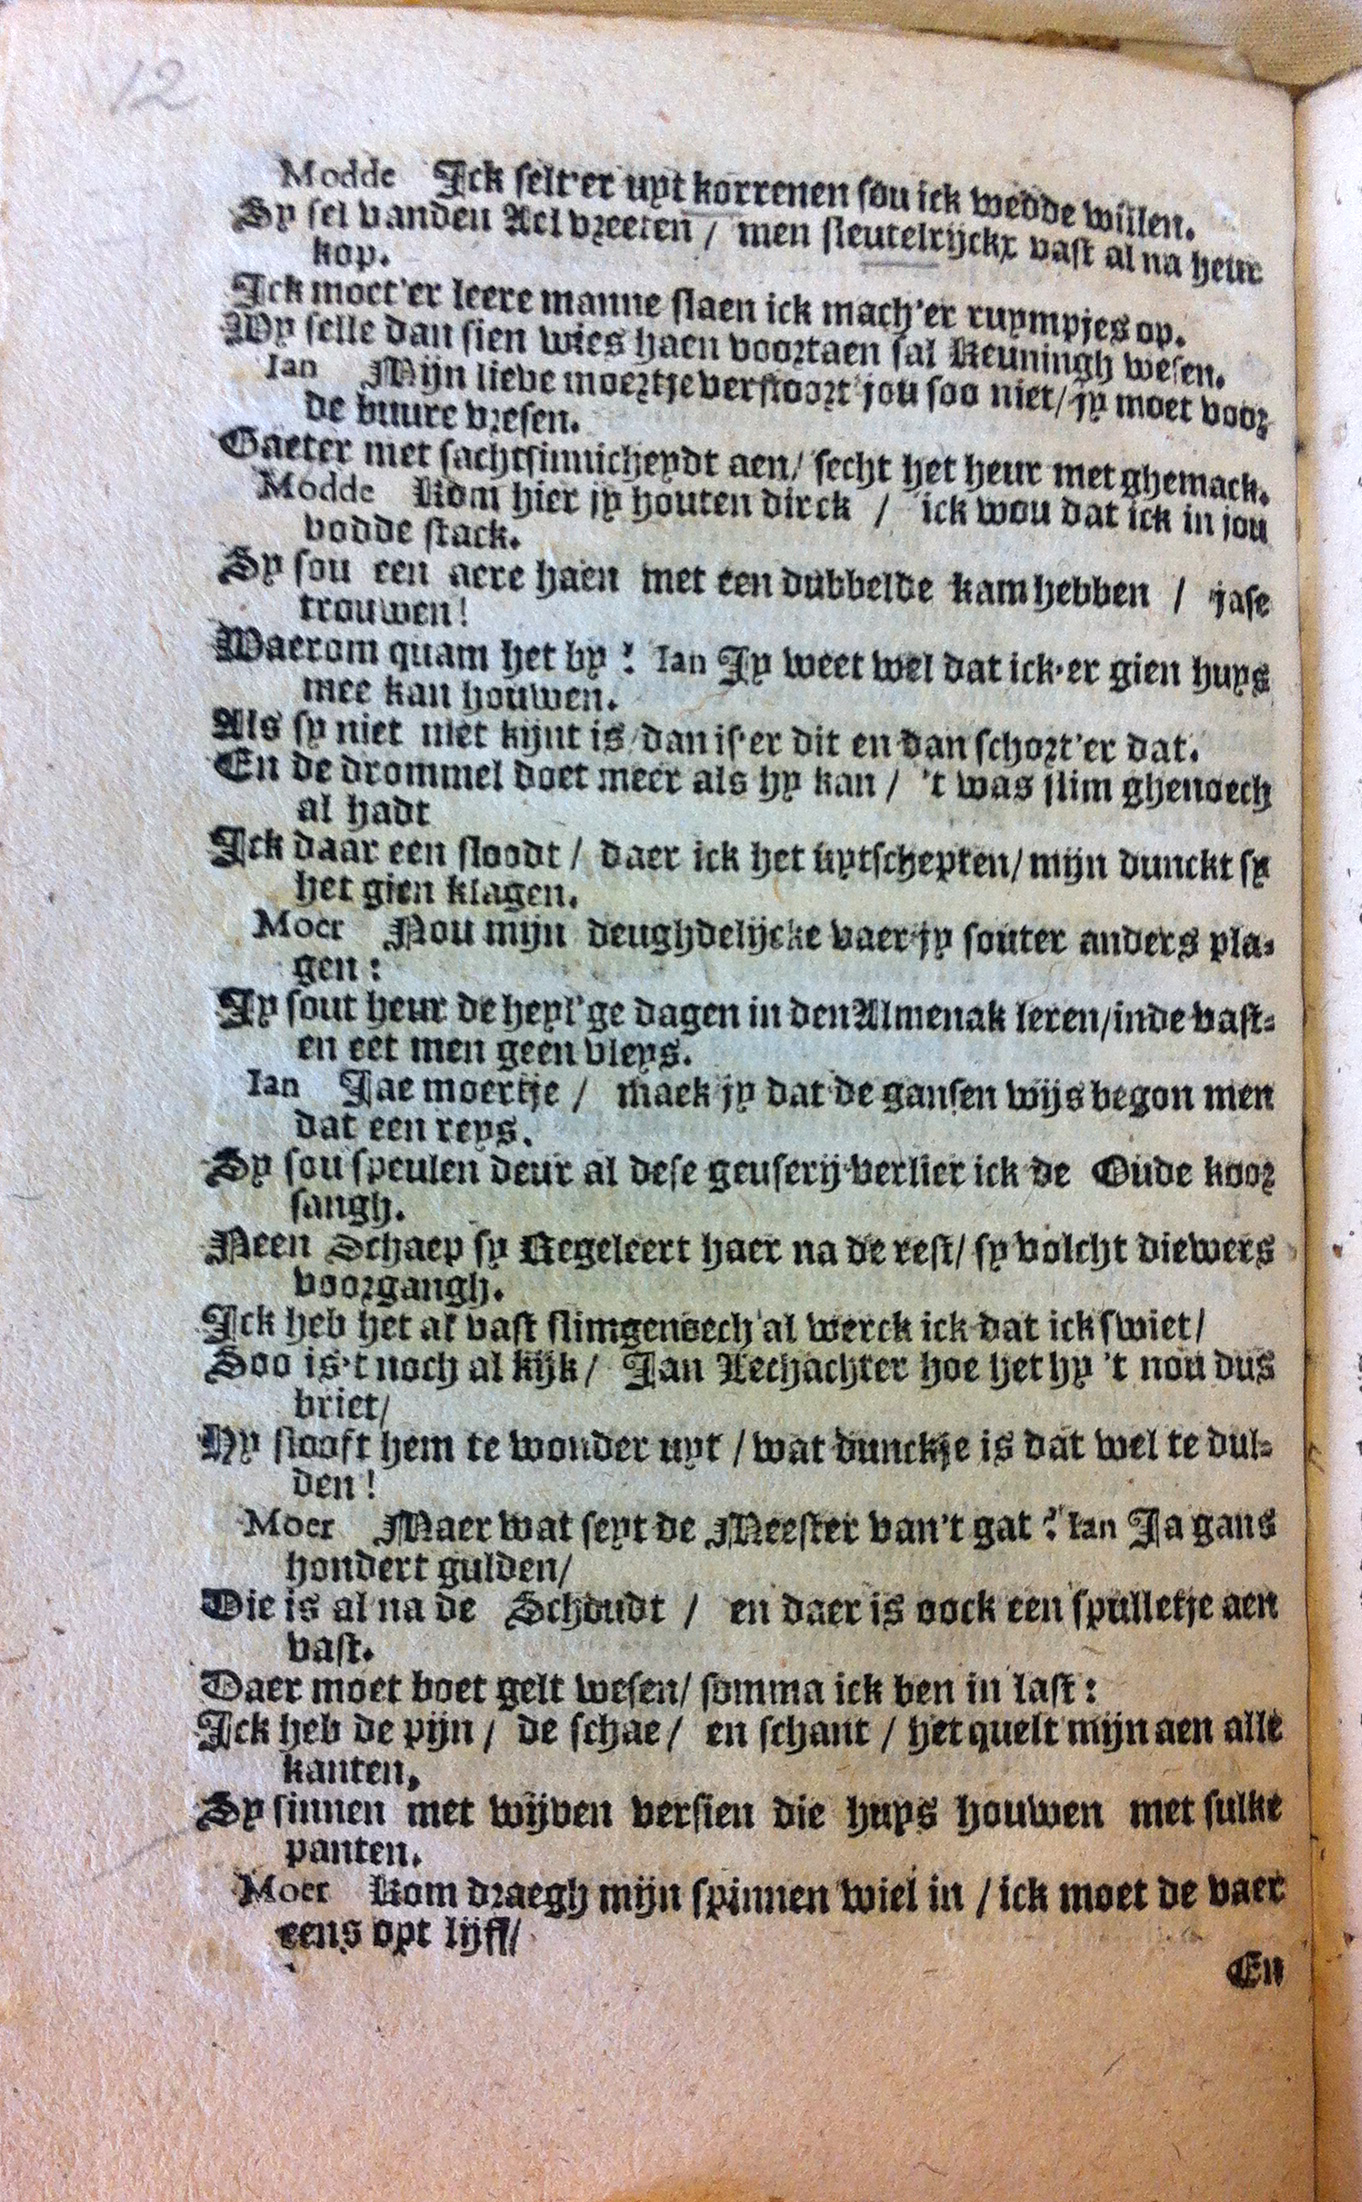 12
Modde Ick selt'er uyt korrenen sou ick wedde willen.
Sy sel vanden Ael vreeten / men sleutelrijckx vast al na heur
kop.
Ick moet'er leere manne slaen ick mach'er ruympjes op.
Wy selle dan sien wies haen voortaen sal Keuningh wesen.
Ian Mijn lieve moertje verstoort jou soo niet / jy moet voor
de buure vresen.
Gaeter met sachtsinnicheydt aen / secht het heur met ghemack.
Modde Kom hier jy houten dirck / ick wou dat ick in jou
vodde stack.
Sy sou een aere haen met een dubbelde kam hebben / jase
trouwen!
Waerom quam het by ? Ian Jy weet wel dat ick'er gien huys
mee kan houwen.
Als sy niet met kijnt is / dan is'er dit en dan schort'er dat.
En de drommel doet meer als hy kan / 't was slim ghenoech
al hadt
Ick daar een sloodt / daer ick het uytschepten / mijn dunckt sy
het gien klagen.
Moer Nou mijn deughdelijcke vaer jy souter anders pla-
gen :
Jy sout heur de heyl'ge dagen in den Almenak leren / inde vast-
en eet men geen vleys.
Ian Jae moertje / maek jy dat de gansen wijs begon men
dat een reys.
Sy sou speulen deur al dese geuserij verlier ick de Oude koor
sangh.
Neen Schaep sy Regeleert haer na de rest / sy volcht diewers
voorgangh.
Ick heb het al vast slimgenoech al werck ick dat ick swiet /
Soo is't noch al kijk / Jan Lechachter hoe het hy 't nou dus
briet /
Hy slooft hem te wonder uyt / wat dunckje is dat wel te dul-
den !
Moer Maer wat seyt de Meester van't gat ? Ian Ja gans
hondert gulden /
Die is al na de Schoudt / en daer is oock een spulletje aen
vast.
Daer moet boet gelt wesen / somma ick ben in last :
Ick heb de pijn / de schae / en schant / het quelt mijn aen alle
kanten.
Sy sinnen met wijven versien die huys houwen met sulke
panten.
Moer Kom draegh mijn spinnen wiel in / ick moet de vaer
eens opt lijff /
En